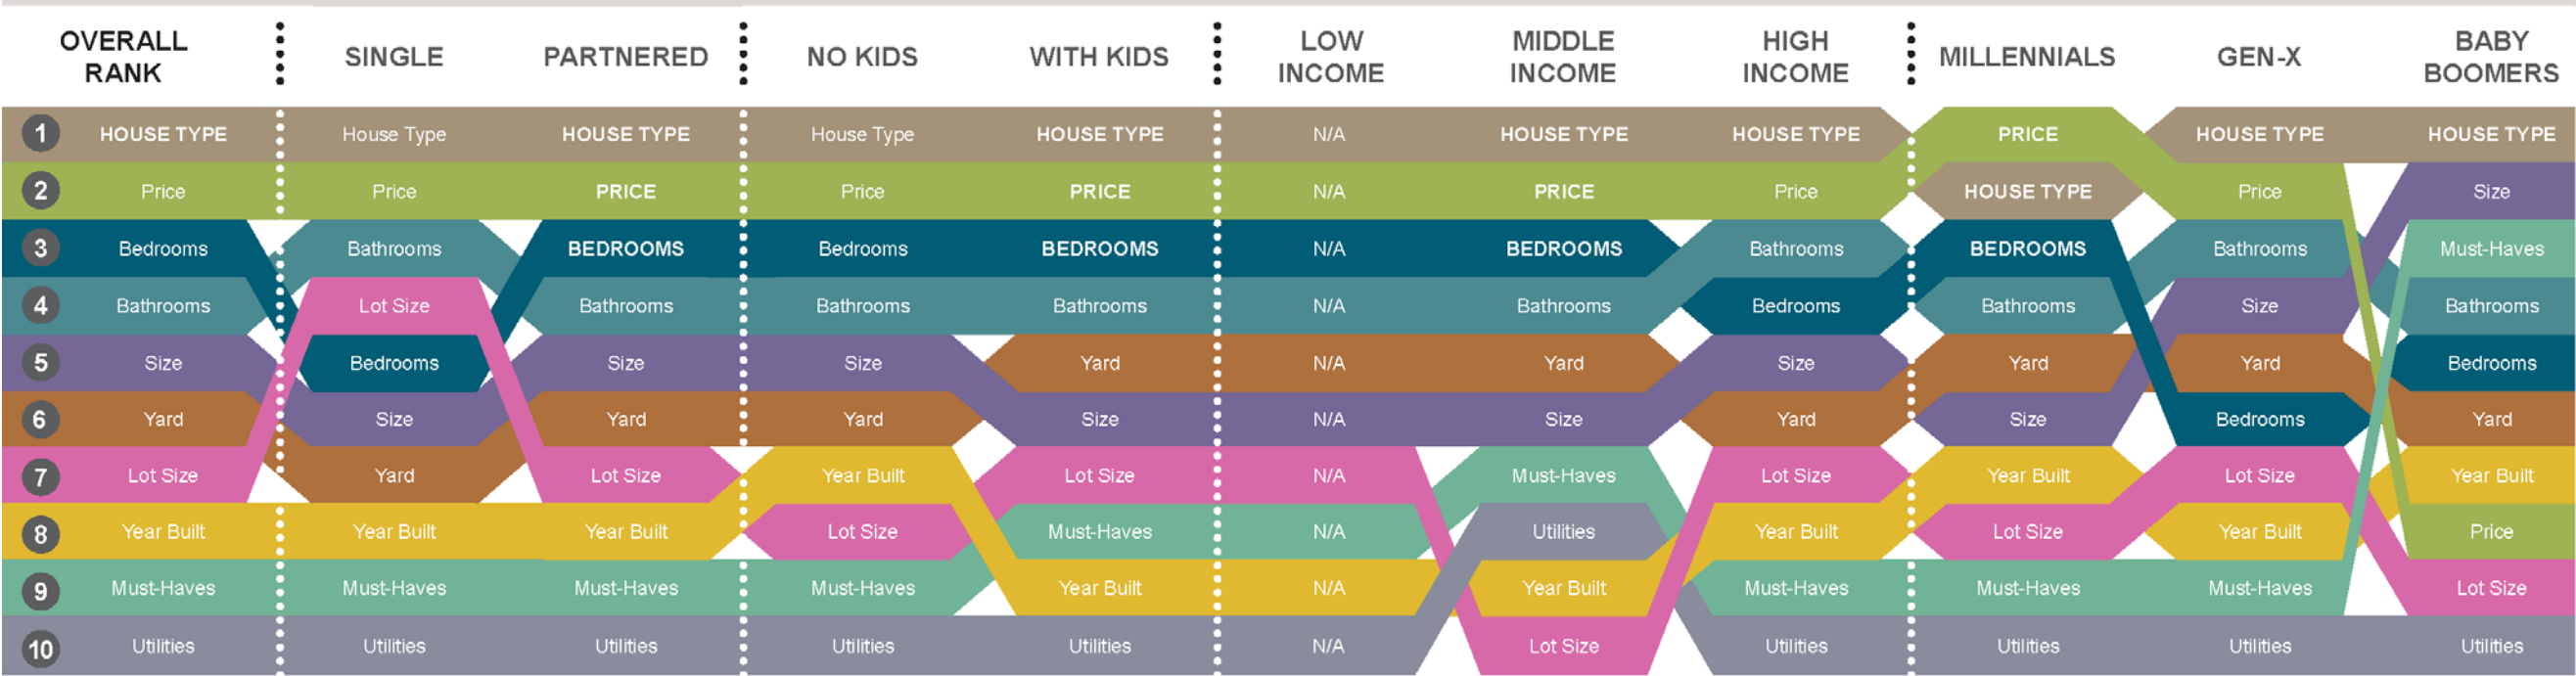 OVERALL RANK SINGLE PARTNERED NO KIDS WITH KIDS LOW INCOME MIDDLE INCOME HIGH INCOME MILLENNIALS GEN-X BABY BOOMERS
1 HOUSE TYPE House Type HOUSE TYPE House Type HOUSE TYPE N/A HOUSE TYPE HOUSE TYPE PRICE HOUSE TYPE HOUSE TYPE
2 Price Price PRICE Price PRICE N/A PRICE Price HOUSE TYPE Price Size
3 Bedrooms Bathrooms BEDROOMS Bedrooms BEDROOMS N/A BEDROOMS Bathrooms BEDROOMS Bathrooms Must-Haves
4 Bathrooms Lot Size Bathrooms Bathrooms Bathrooms N/A Bathrooms Bedrooms Bathrooms Size Bathrooms
5 Size Bedrooms Size Size Yard N/A Yard Size Yard Yard Bedrooms
6 Yard Size Yard Yard Size N/A Size Yard Size Bedrooms Yard
7 Lot Size Yard Lot Size Year Built Lot Size N/A Must-Haves Lot Size Year Built Lot Size Year Built
8 Year Built Year Built Year Built Lot Size Must-Haves N/A Utilities Year Built Lot Size Year Built Price
9 Must-Haves Must-Haves Must-Haves Must-Haves Year Built N/A Year Built Must-Haves Must-Haves Must-Haves Lot Size
10 Utilities Utilities Utilities Utilities Utilities N/A Lot Size Utilities Utilities Utilities Utilities